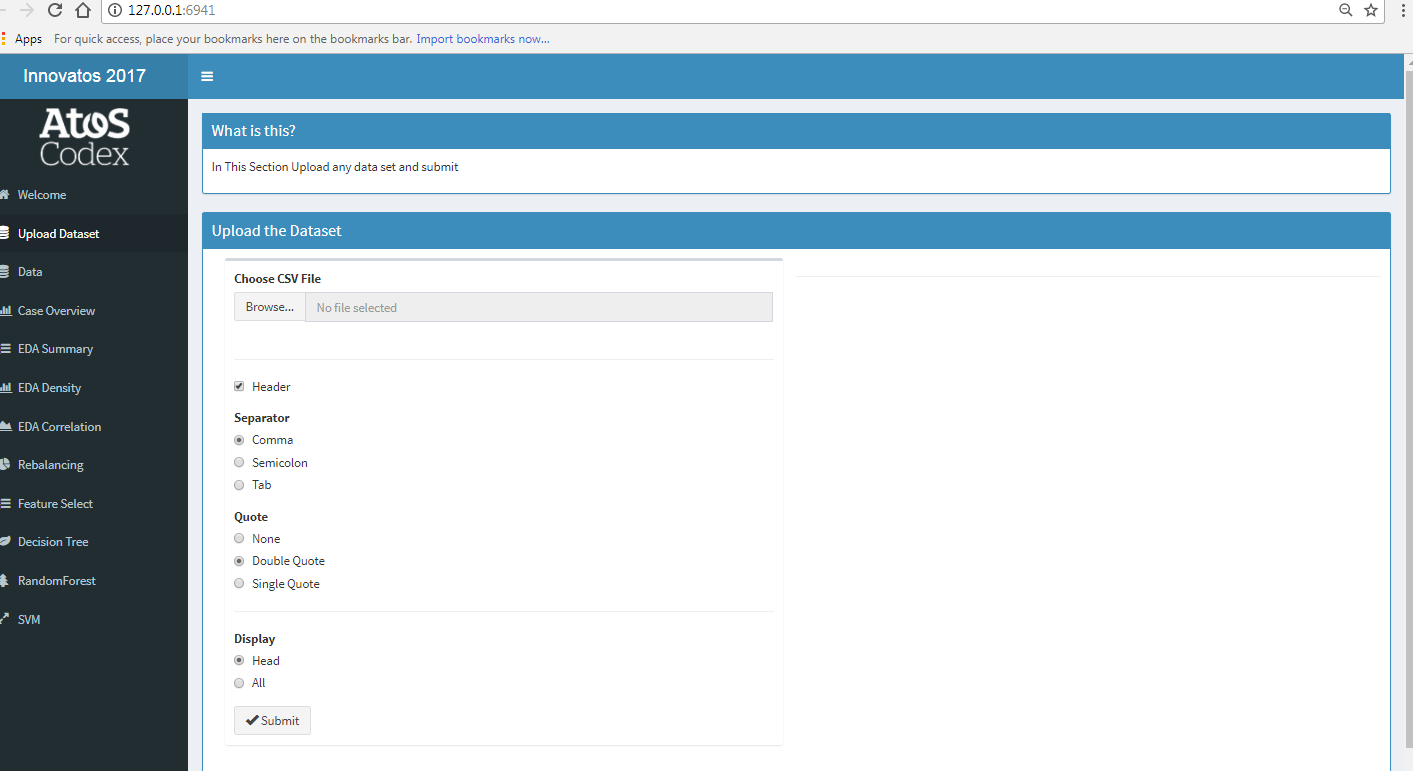 127.0.0.1:6941
Apps For quick access, place your bookmarks here on the bookmarks bar. Import bookmarks now...
Innovatos 2017
Atos
Codex
Welcome
Upload Dataset
Data
Case Overview
EDA Summary
EDA Density
EDA Correlation
Rebalancing
Feature Select
Decision Tree
RandomForest
SVM
What is this?
In This Section Upload any data set and submit
Upload the Dataset
Choose CSV File
Browse... No file selected
Header
Separator
Comma
Semicolon
Tab
Quote
None
Double Quote
Single Quote
Display
Head
All
Submit